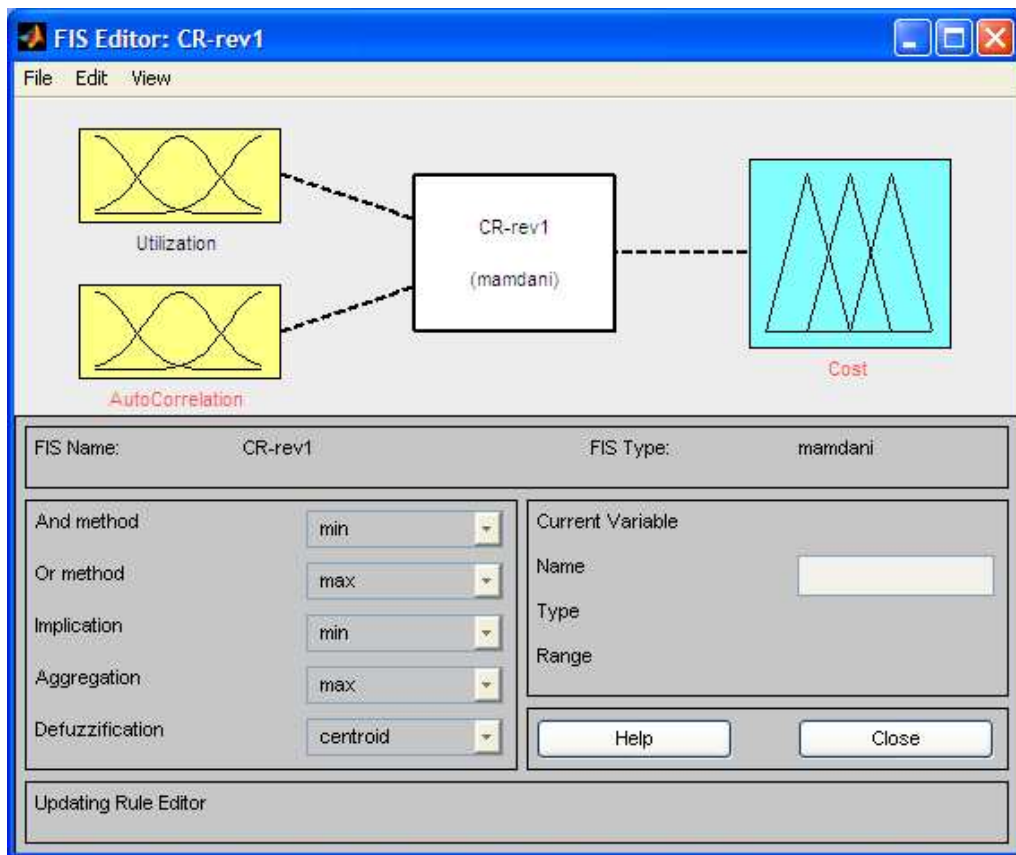 FIS Editor: CR-rev1
File Edit View
Utilization
AutoCorrelation
CR-rev1
(mamdani)
Cost
FIS Name: CR-rev1 FIS Type: mamdani
And method min
Or method max
Implication min
Aggregation max
Defuzzification centroid
Current Variable
Name
Type
Range
Help Close
Updating Rule Editor